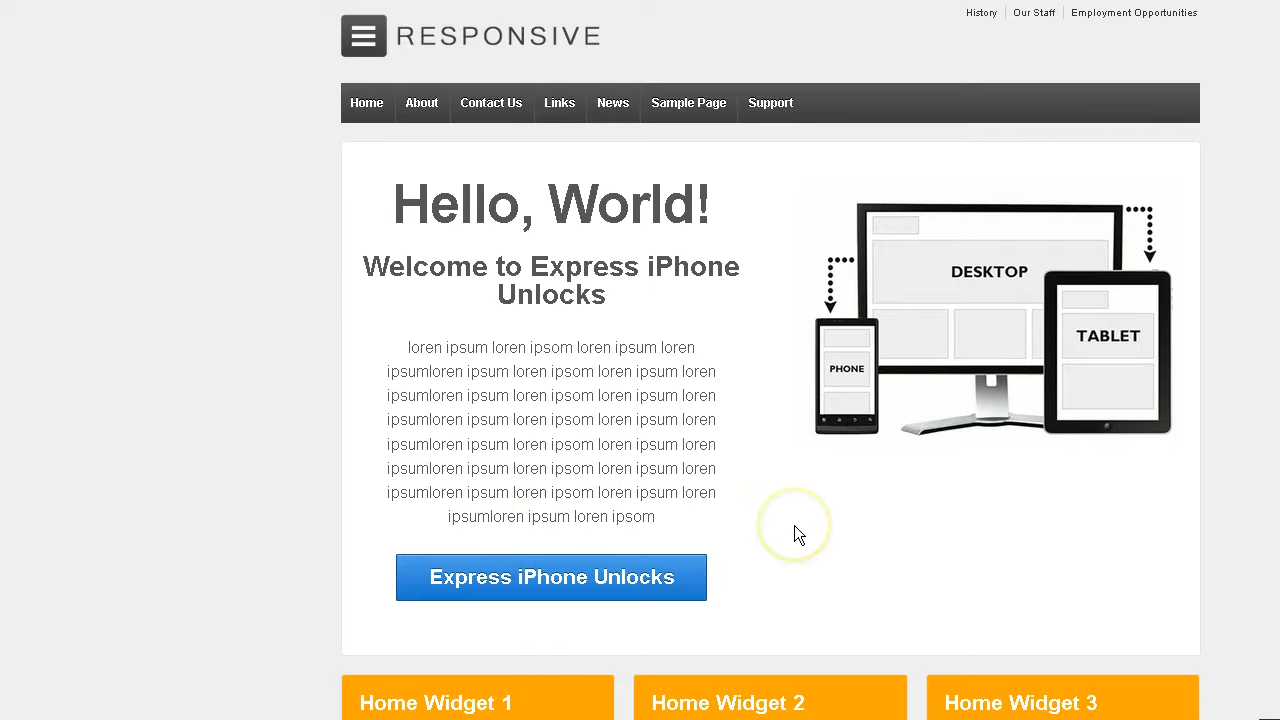 History Our Staff Employment Opportunities
RESPONSIVE
Home About Contact Us Links News Sample Page Support
Hello, World!
Welcome to Express iPhone
Unlocks
loren ipsum loren ipsom loren ipsum loren
ipsumloren ipsum loren ipsom loren ipsum loren
ipsumloren ipsum loren ipsom loren ipsum loren
ipsumloren ipsum loren ipsom loren ipsum loren
ipsumloren ipsum loren ipsom loren ipsum loren
ipsumloren ipsum loren ipsom loren ipsum loren
ipsumloren ipsum loren ipsom loren ipsum loren
ipsumloren ipsum loren ipsom
Express iPhone Unlocks
DESKTOP
TABLET
PHONE
Home Widget 1 Home Widget 2 Home Widget 3